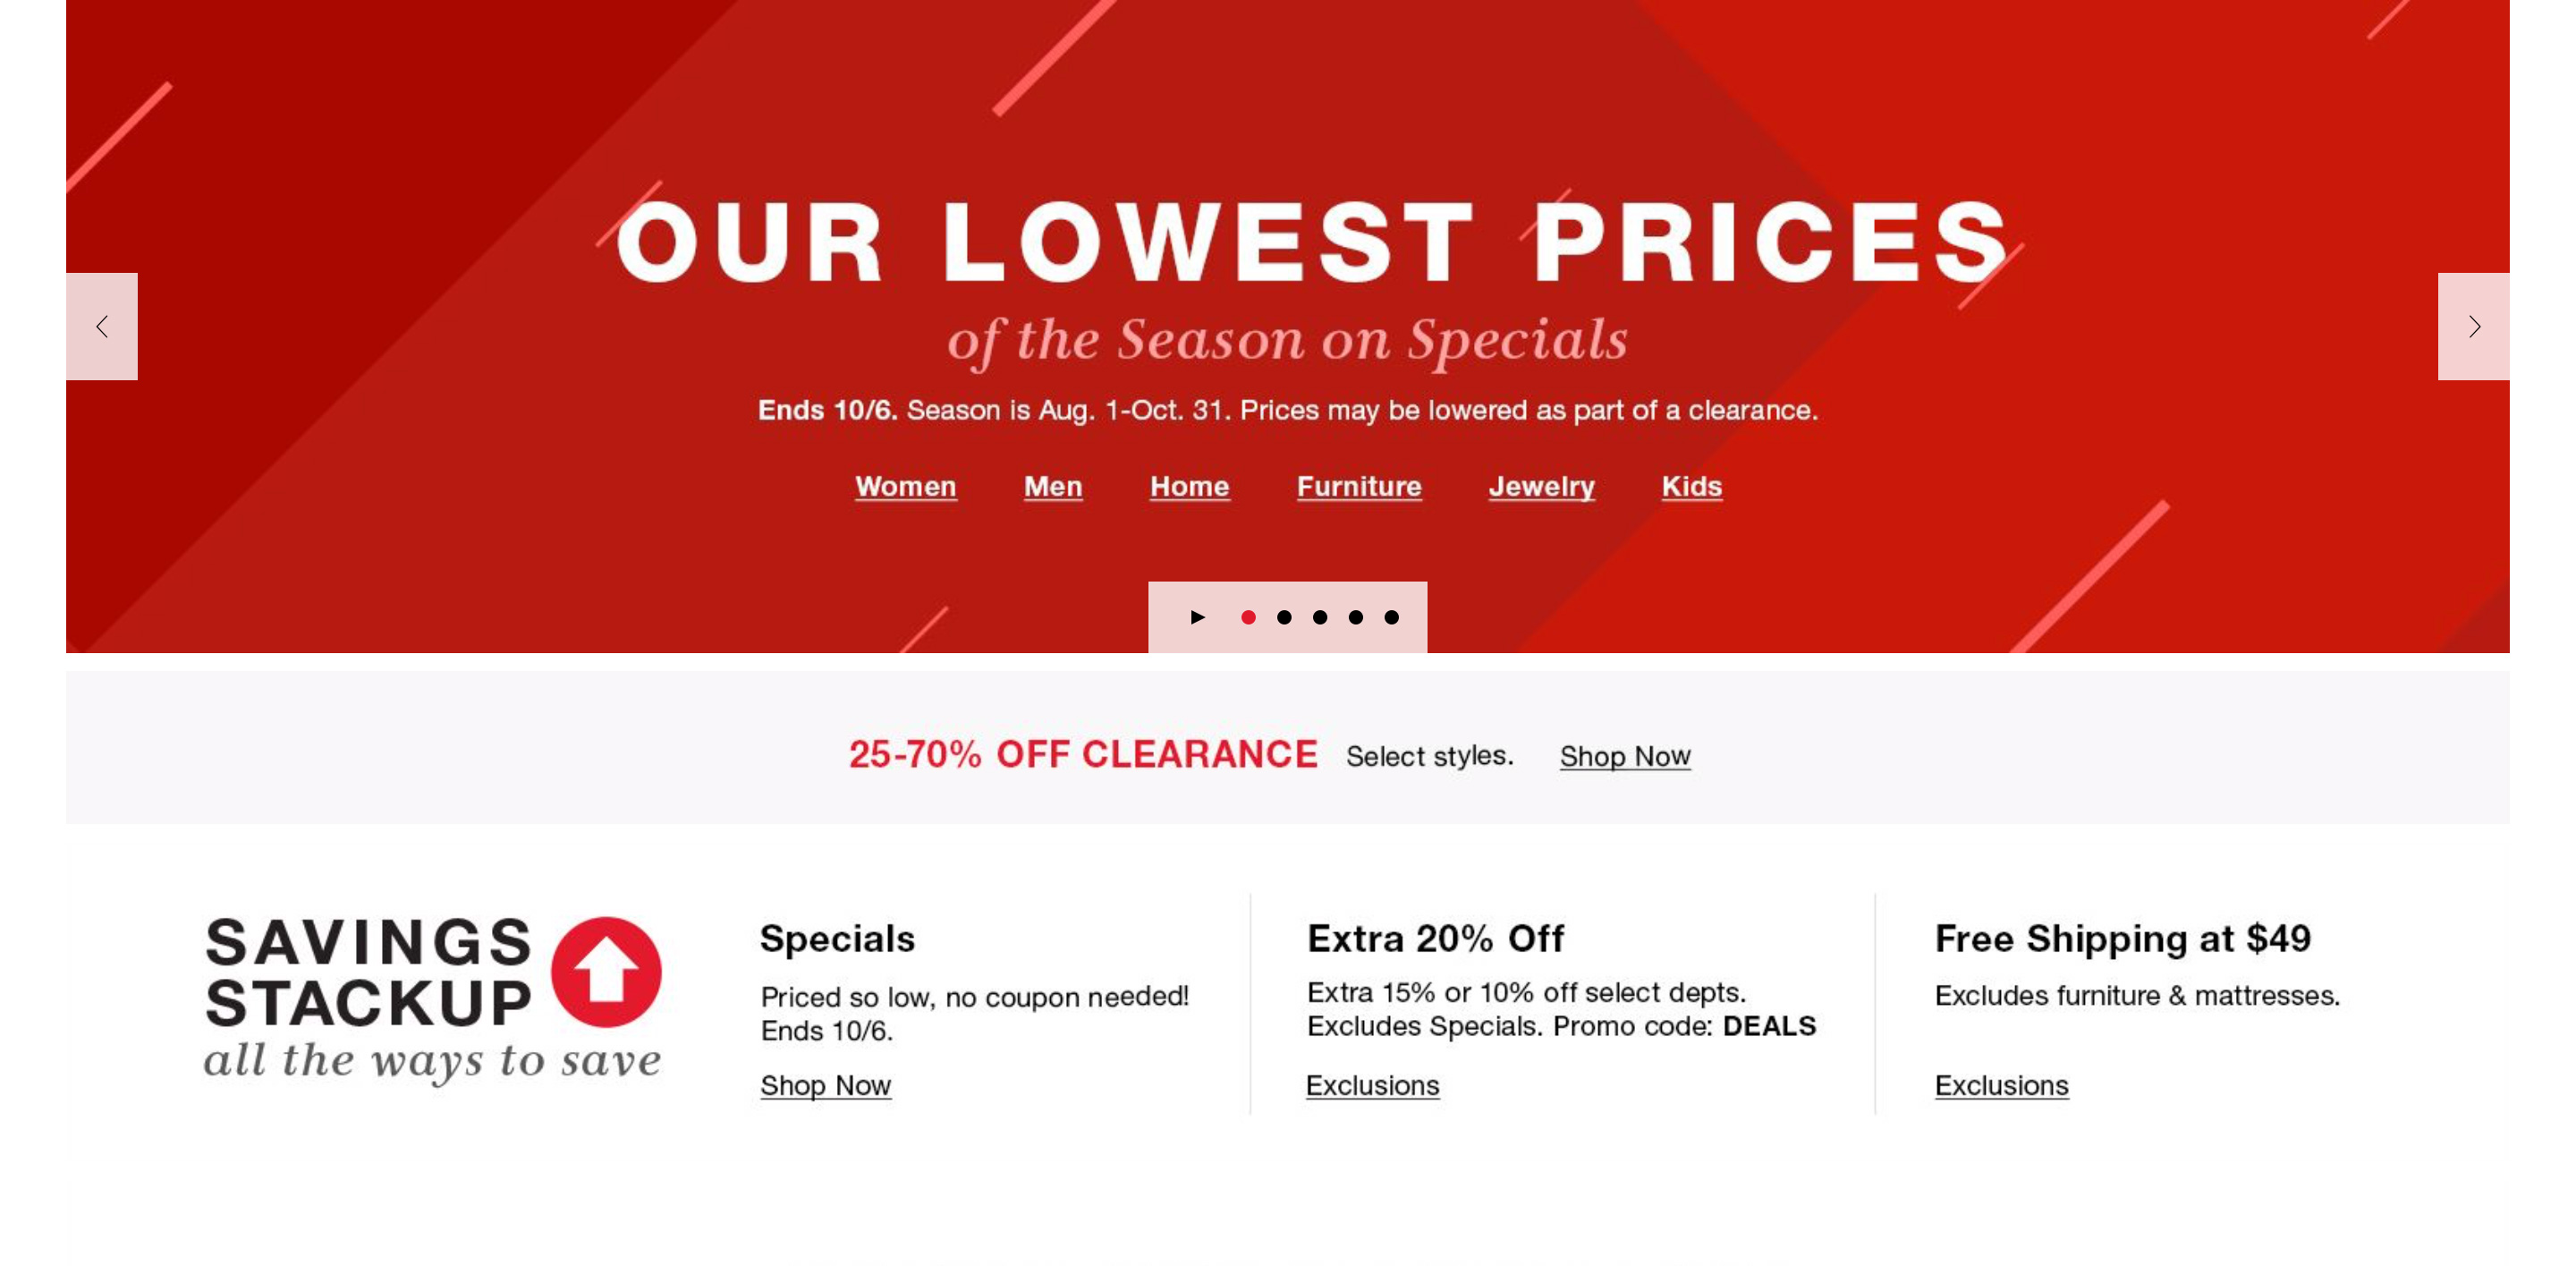 OUR LOWEST PRICES
of the Season on Specials
Ends 10/6. Season is Aug. 1-Oct. 31. Prices may be lowered as part of a clearance.
Women Men Home Furniture Jewelry Kids
25-70% OFF CLEARANCE Select styles. Shop Now
SAVINGS
STACKUP
all the ways to save
Specials
Priced so low, no coupon needed!
Ends 10/6.
Shop Now
Extra 20% Off
Extra 15% or 10% off select depts.
Excludes Specials. Promo code: DEALS
Exclusions
Free Shipping at $49
Excludes furniture & mattresses.
Exclusions